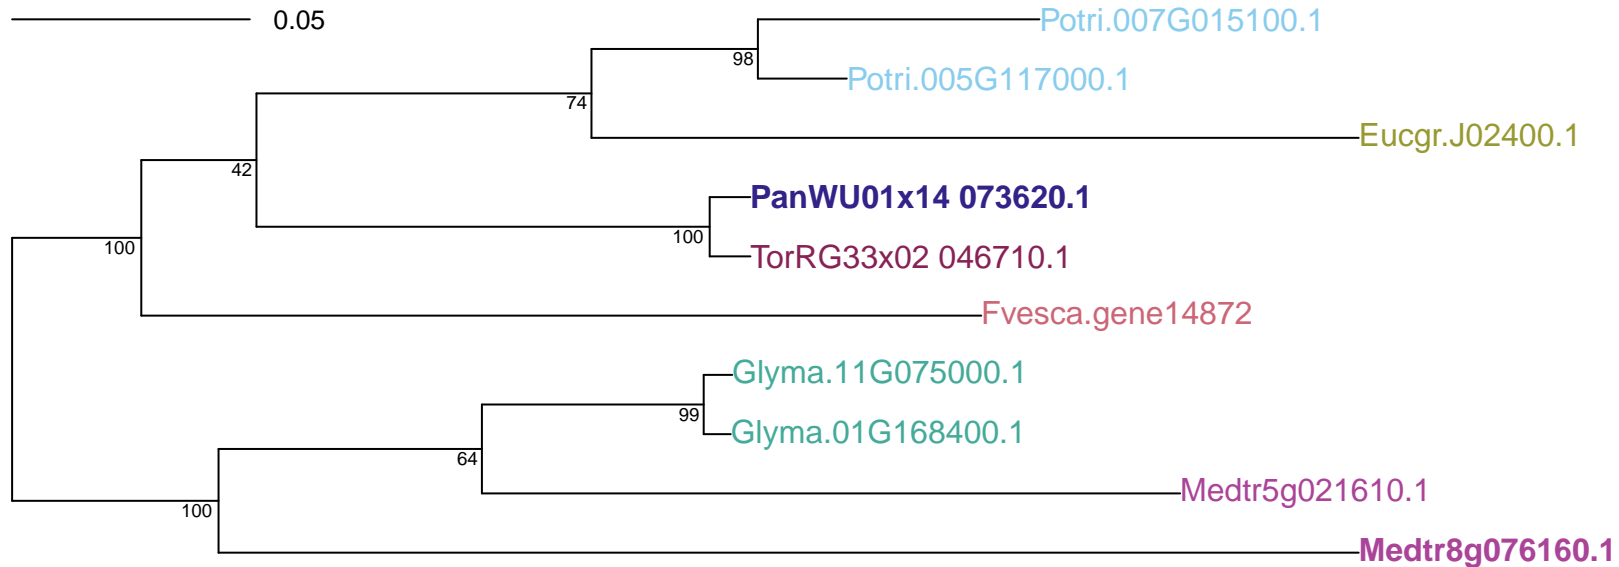 0.05
Potri.007G015100.1
98
Potri.005G117000.1
74
Eucgr.J02400.1
42
PanWU01x14 073620.1
100
TorRG33x02 046710.1
100
Fvesca.gene14872
Glyma.11G075000.1
99
Glyma.01G168400.1
64
Medtr5g021610.1
100
Medtr8g076160.1